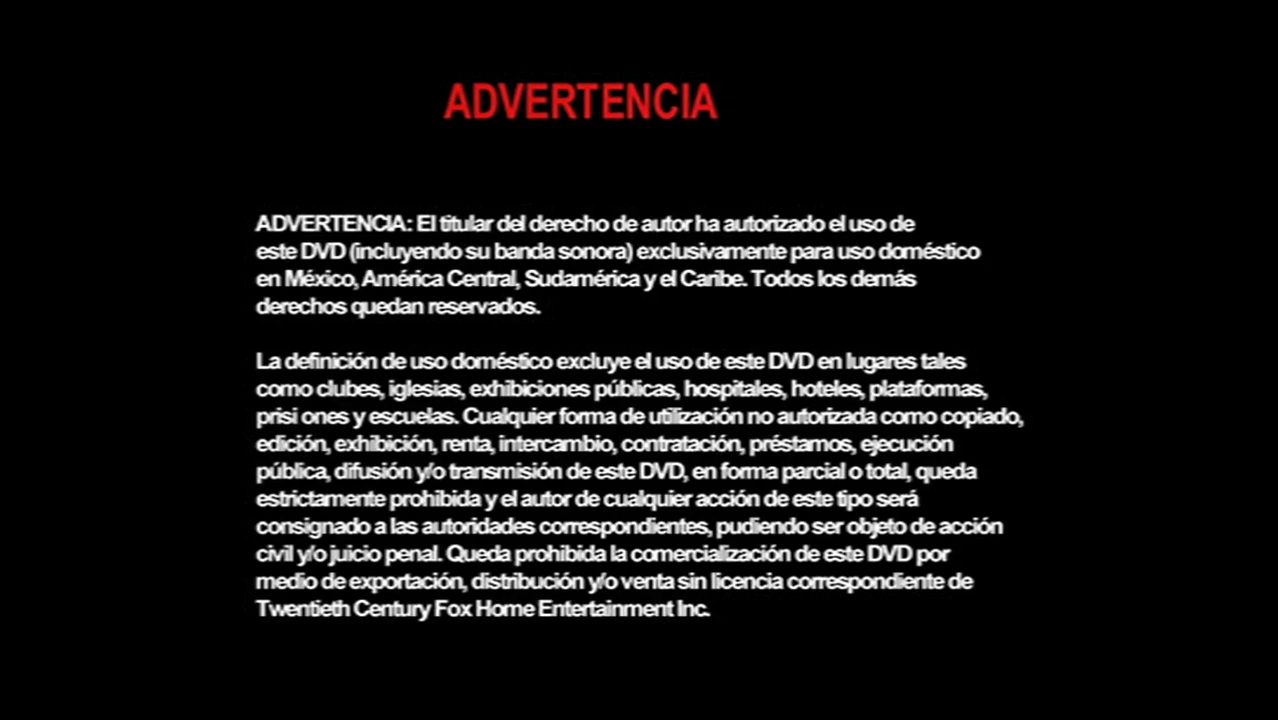 ADVERTENCIA
ADVERTENCIA: El titular del derecho de autor ha autorizado el uso de
este DVD (incluyendo su banda sonora) exclusivamente para uso doméstico
en México, América Central, Sudamérica y el Caribe. Todos los demás
derechos quedan reservados.
La definición de uso doméstico excluye el uso de este DVD en lugares tales
como clubes, iglesias, exhibiciones públicas, hospitales, hoteles, plataformas,
prisi ones y escuelas. Cualquier forma de utilización no autorizada como copiado,
edición, exhibición, renta, intercambio, contratación, préstamos, ejecución
pública, difusión y/o transmisión de este DVD, en forma parcial o total, queda
estrictamente prohibida y el autor de cualquier acción de este tipo será
consignado a las autoridades correspondientes, pudiendo ser objeto de acción
civil y/o juicio penal. Queda prohibida la comercialización de este DVD por
medio de exportación, distribución y/o venta sin licencia correspondiente de
Twentieth Century Fox Home Entertainment Inc.